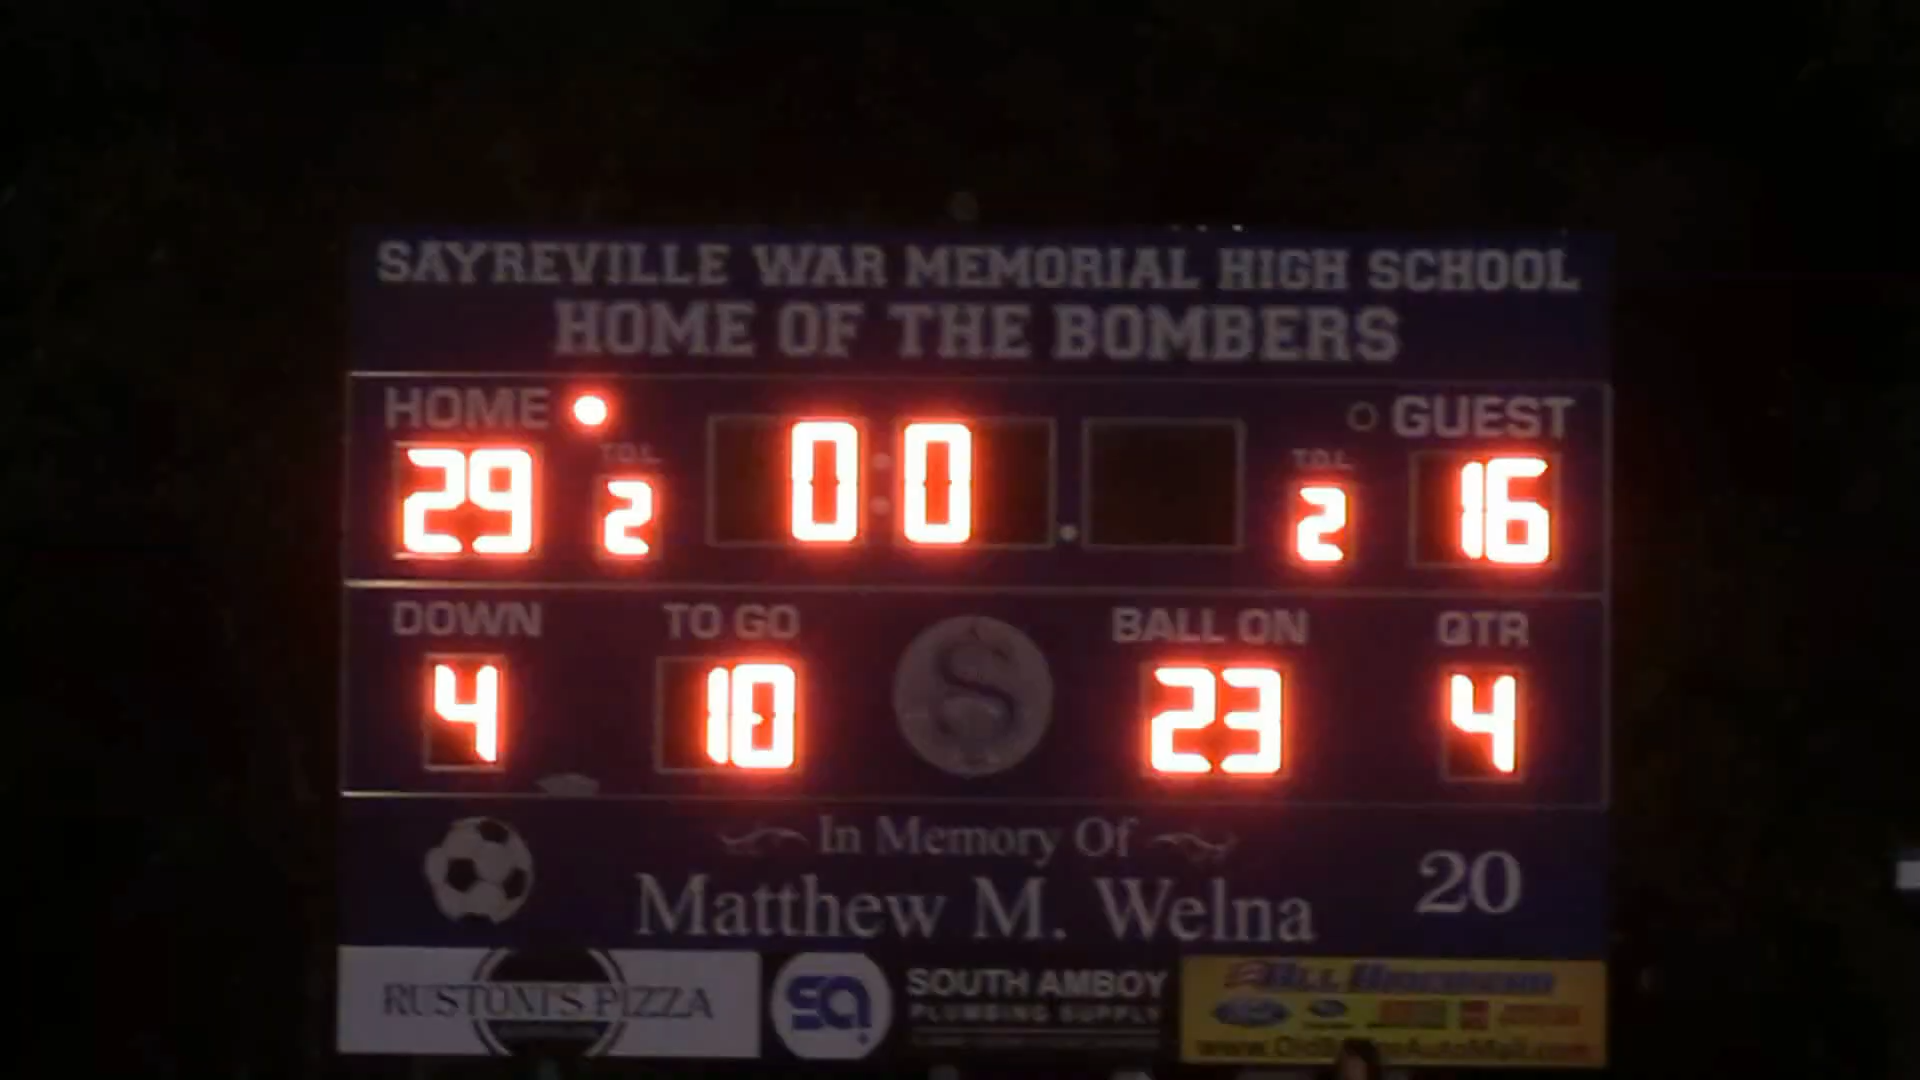 SAYREVILLE WAR MEMORIAL HIGH SCHOOL
HOME OF THE BOMBERS
HOME GUEST
T.O.L. T.O.L.
29 2 0:0 . 2 16
DOWN TO GO BALL ON QTR
4 10 S 23 4
In Memory Of
Matthew M. Welna 20
RUSTONI'S PIZZA
sa SOUTH AMBOY
PLUMBING SUPPLY
BILL